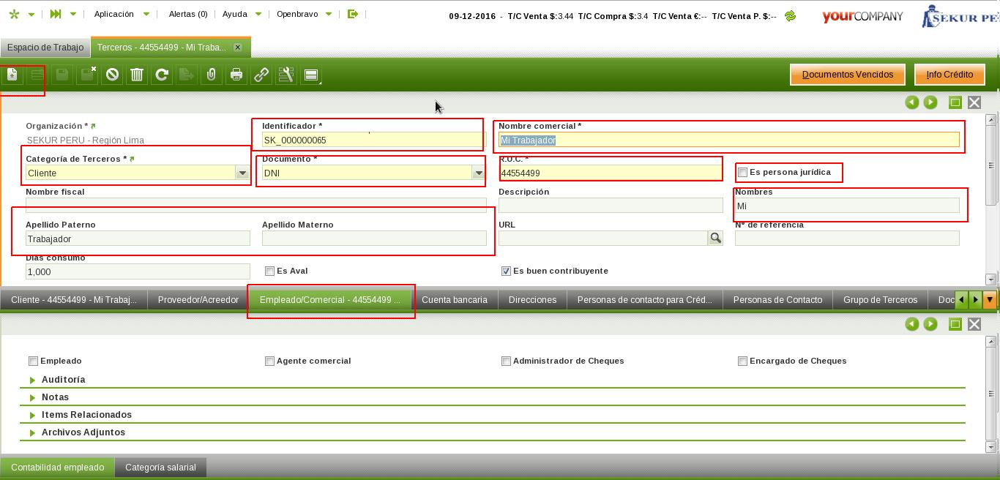 Aplicación Alertas (0) Ayuda Openbravo 09-12-2016 - T/C Venta $:3.44 T/C Compra $:3.4 T/C Venta €:-- T/C Venta P. $:-- yourCOMPANY SEKUR PE
Espacio de Trabajo Terceros - 44554499 - Mi Traba...
Documentos Vencidos Info Crédito
Organización * Identificador * Nombre comercial *
SEKUR PERU - Región Lima SK_000000065 Mi Trabajador
Categoría de Terceros * Documento * R.U.C. *
Cliente DNI 44554499 Es persona jurídica
Nombre fiscal Descripción Nombres
Mi
Apellido Paterno Apellido Materno URL Nº de referencia
Trabajador
Días consumo
1,000 Es Aval Es buen contribuyente
Cliente - 44554499 - Mi Trabaj... Proveedor/Acreedor Empleado/Comercial - 44554499 ... Cuenta bancaria Direcciones Personas de contacto para Créd... Personas de Contacto Grupo de Terceros Doc
Empleado Agente comercial Administrador de Cheques Encargado de Cheques
Auditoría
Notas
Items Relacionados
Archivos Adjuntos
Contabilidad empleado Categoría salarial